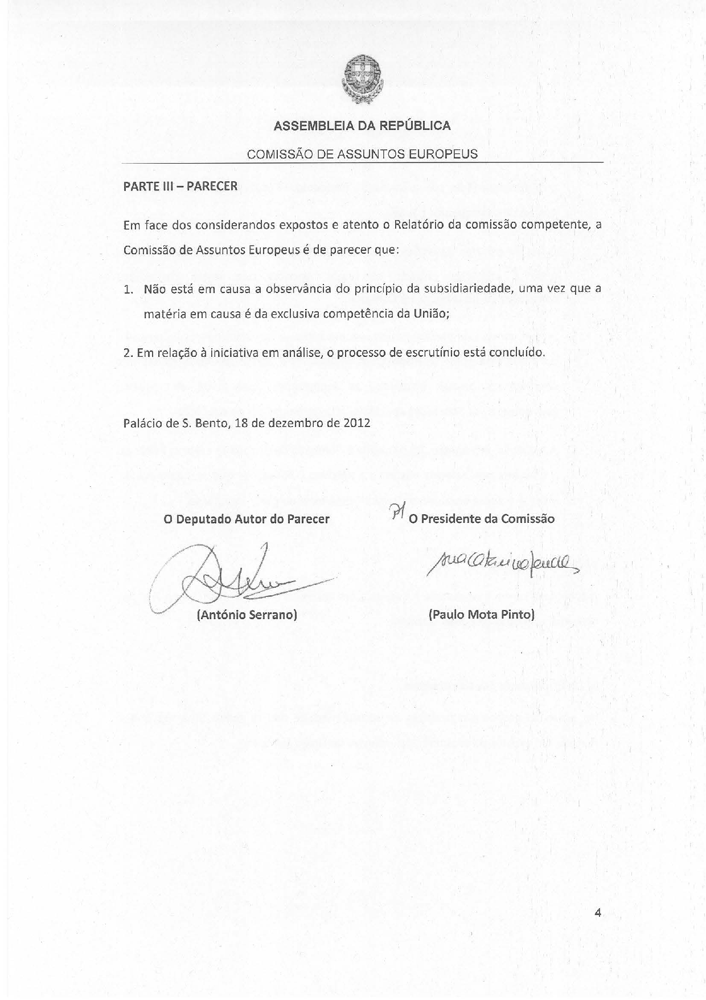 ASSEMBLEIA DA REPÚBLICA
COMISSÃO DE ASSUNTOS EUROPEUS
PARTE III – PARECER
Em face dos considerandos expostos e atento o Relatório da comissão competente, a
Comissão de Assuntos Europeus é de parecer que:
1. Não está em causa a observância do princípio da subsidiariedade, uma vez que a
matéria em causa é da exclusiva competência da União;
2. Em relação à iniciativa em análise, o processo de escrutínio está concluído.
Palácio de S. Bento, 18 de dezembro de 2012
O Deputado Autor do Parecer
O Presidente da Comissão
(António Serrano)
(Paulo Mota Pinto)
4